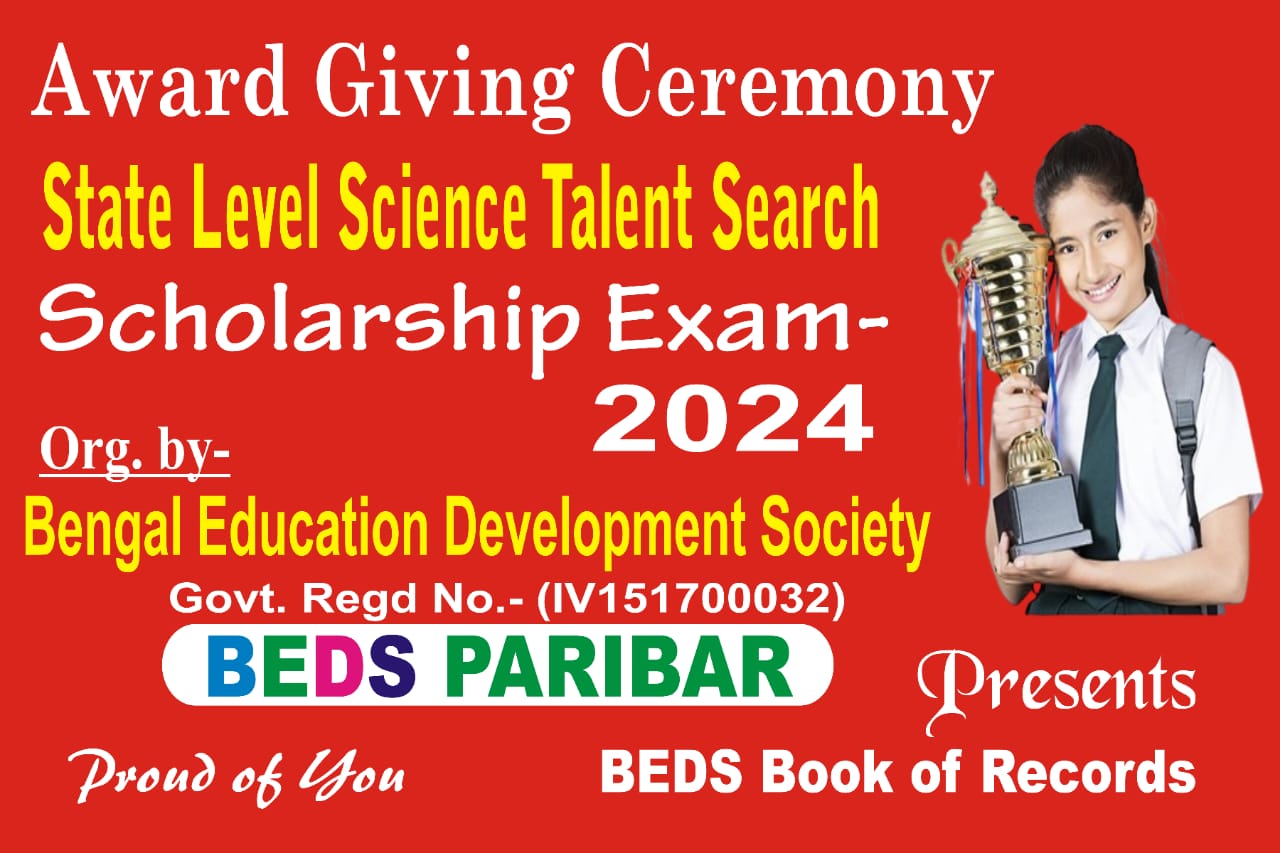 Award Giving Ceremony
State Level Science Talent Search
Scholarship Exam-
2024
Org. by-
Bengal Education Development Society
Govt. Regd No.- (IV151700032)
BEDS PARIBAR
Presents
Proud of You
BEDS Book of Records